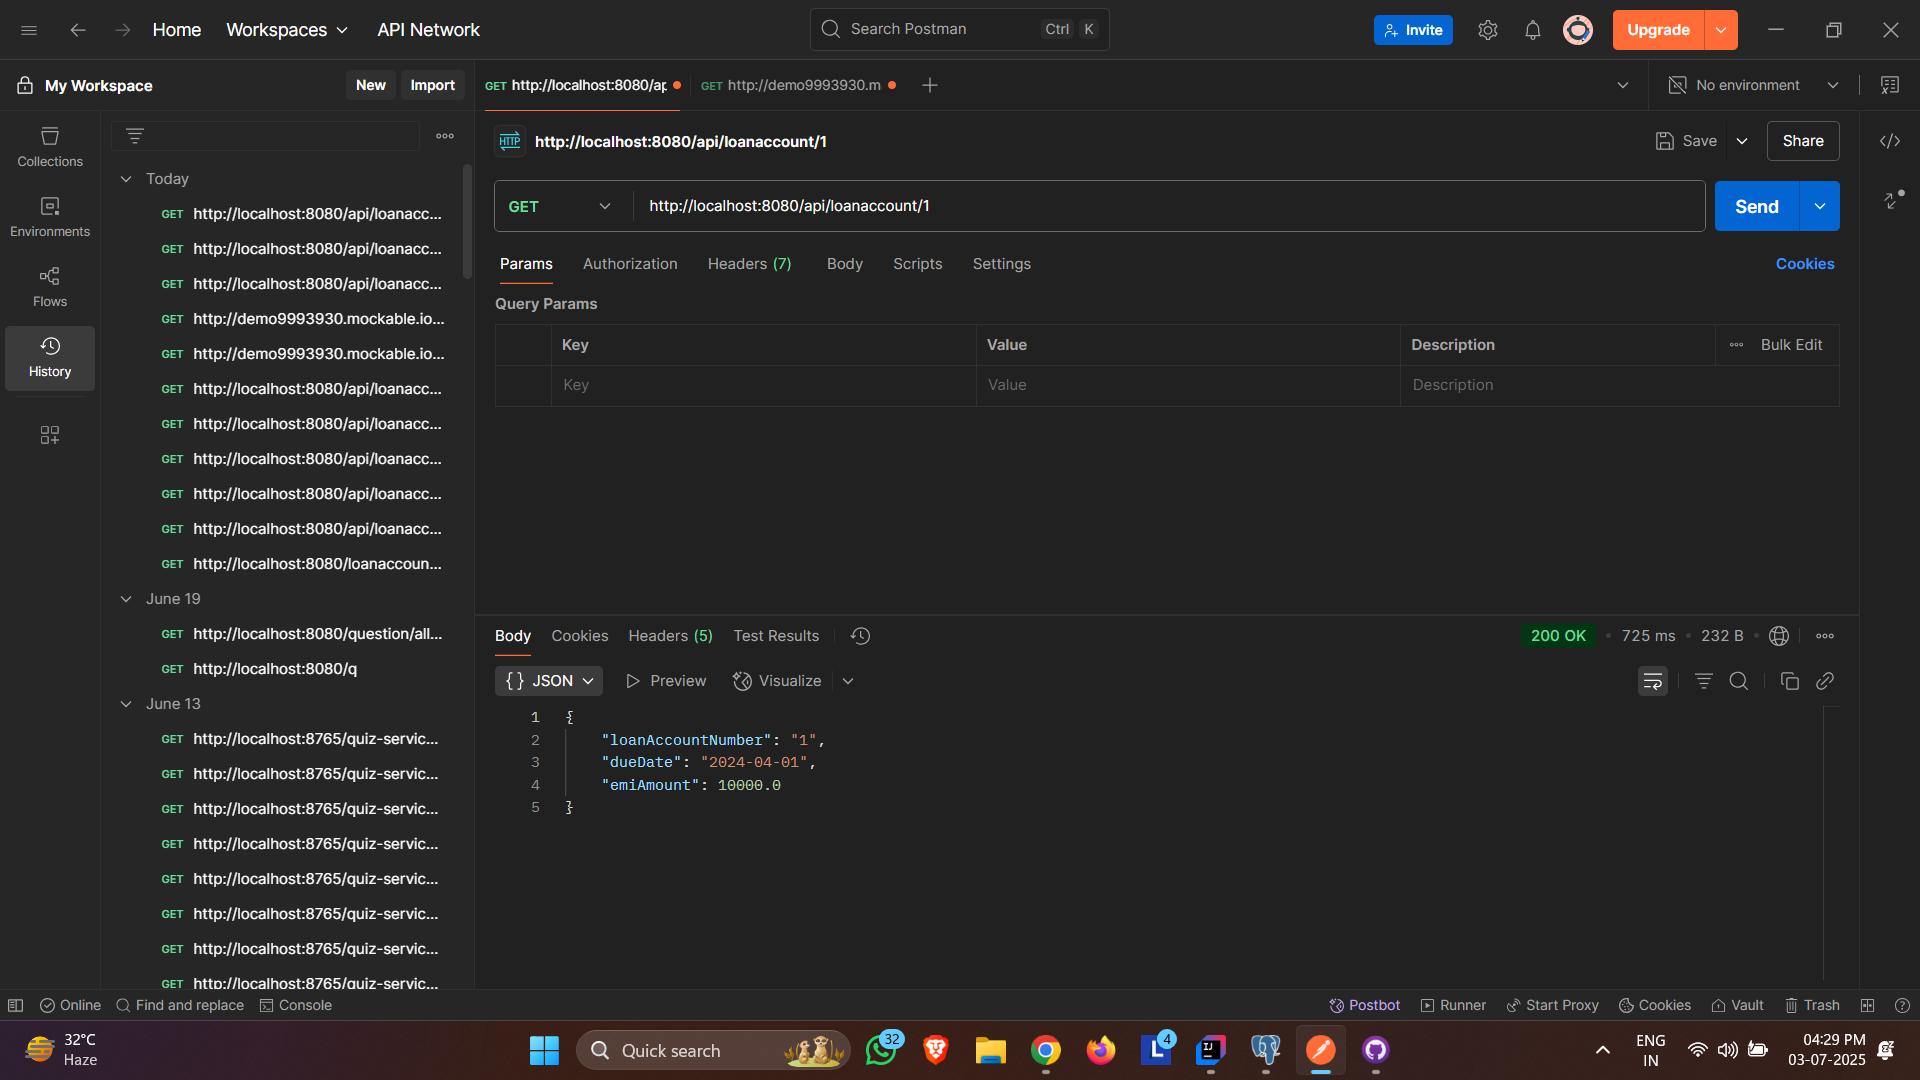 Home Workspaces API Network Search Postman Ctrl K Invite Upgrade
My Workspace New Import GET http://localhost:8080/ap GET http://demo9993930.m No environment
Collections
Environments
Flows
History
Today
GET http://localhost:8080/api/loanacc...
GET http://localhost:8080/api/loanacc...
GET http://localhost:8080/api/loanacc...
GET http://demo9993930.mockable.io...
GET http://demo9993930.mockable.io...
GET http://localhost:8080/api/loanacc...
GET http://localhost:8080/api/loanacc...
GET http://localhost:8080/api/loanacc...
GET http://localhost:8080/api/loanacc...
GET http://localhost:8080/api/loanacc...
GET http://localhost:8080/loanaccoun...
June 19
GET http://localhost:8080/question/all...
GET http://localhost:8080/q
June 13
GET http://localhost:8765/quiz-servic...
GET http://localhost:8765/quiz-servic...
GET http://localhost:8765/quiz-servic...
GET http://localhost:8765/quiz-servic...
GET http://localhost:8765/quiz-servic...
GET http://localhost:8765/quiz-servic...
GET http://localhost:8765/quiz-servic...
GET http://localhost:8765/quiz-servic...
HTTP http://localhost:8080/api/loanaccount/1 Save Share
GET http://localhost:8080/api/loanaccount/1 Send
Params Authorization Headers (7) Body Scripts Settings Cookies
Query Params
Key Value Description Bulk Edit
Key Value Description
Body Cookies Headers (5) Test Results 200 OK 725 ms 232 B
{} JSON Preview Visualize
1 {
2 "loanAccountNumber": "1",
3 "dueDate": "2024-04-01",
4 "emiAmount": 10000.0
5 }
Online Find and replace Console Postbot Runner Start Proxy Cookies Vault Trash
32°C
Haze
Quick search
32
4
ENG
IN
04:29 PM
03-07-2025